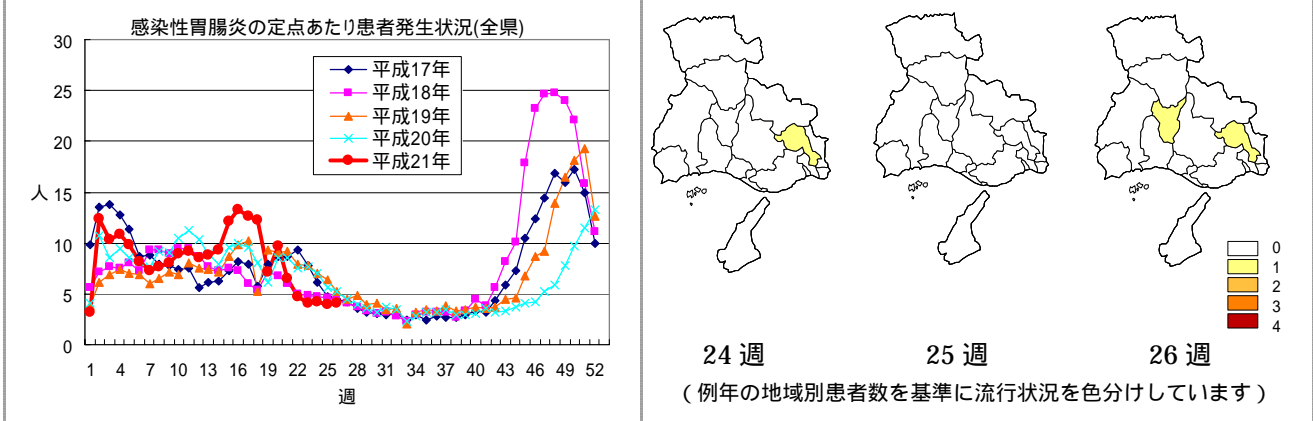 感染性胃腸炎の定点あたり患者発生状況(全県)
30
25
20
15
10
5
0
人
平成17年
平成18年
平成19年
平成20年
平成21年
1 4 7 10 13 16 19 22 25 28 31 34 37 40 43 46 49 52
週
0
1
2
3
4
24 週 25 週 26 週
( 例年の地域別患者数を基準に流行状況を色分けしています )